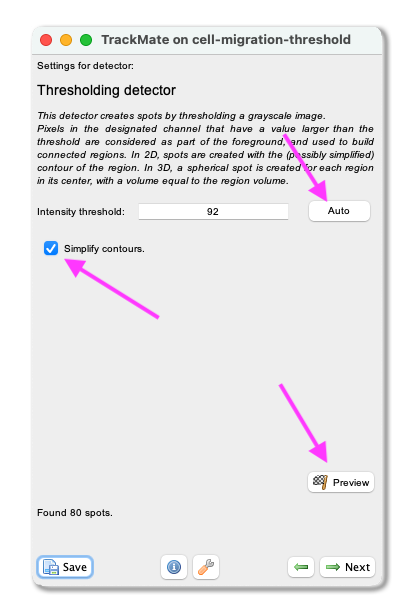 TrackMate on cell-migration-threshold
Settings for detector:
Thresholding detector
This detector creates spots by thresholding a grayscale image.
Pixels in the designated channel that have a value larger than the
threshold are considered as part of the foreground, and used to build
connected regions. In 2D, spots are created with the (possibly simplified)
contour of the region. In 3D, a spherical spot is created for each region
in its center, with a volume equal to the region volume.
Intensity threshold: 92 Auto
Simplify contours.
Preview
Found 80 spots.
Save Next